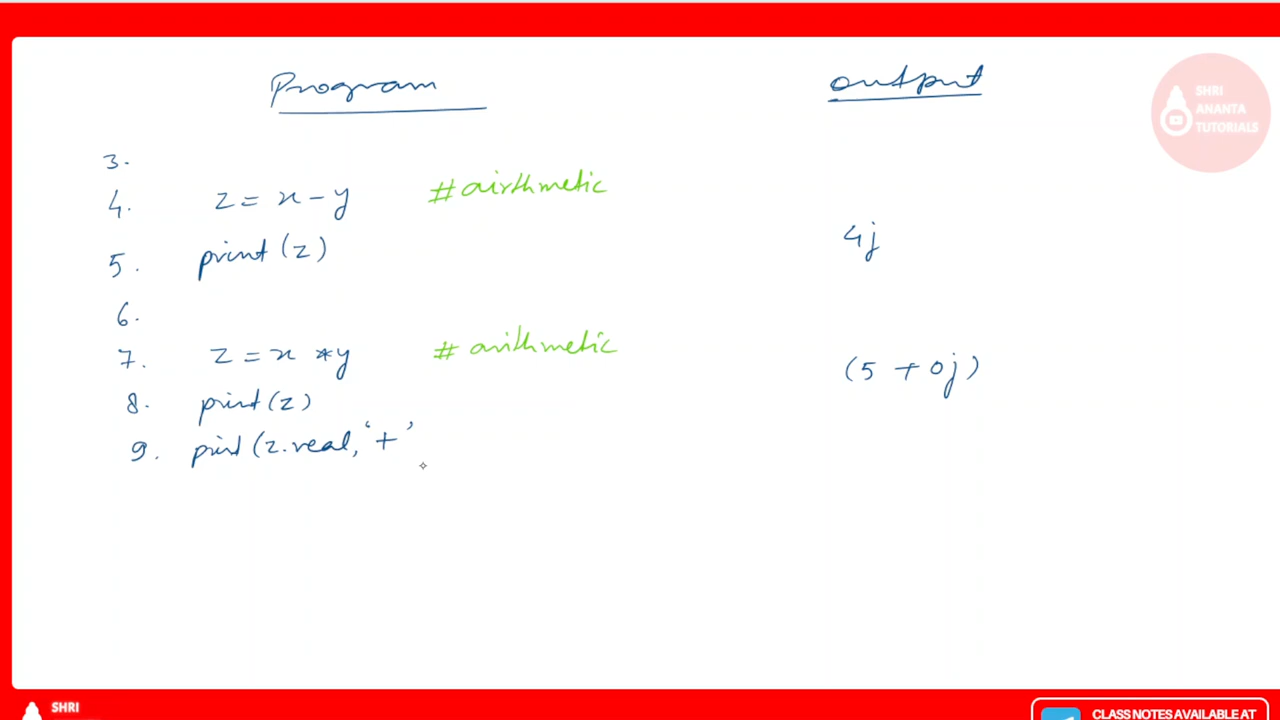 Program output
SHRI
ANANTA
TUTORIALS
3.
4. z = x - y #airthmetic
5. print (z) 4j
6.
7. z = x * y # arithmetic
8. print (z) (5 + 0j)
9. print (z.real, '+'
SHRI
CLASS NOTES AVAILABLE AT